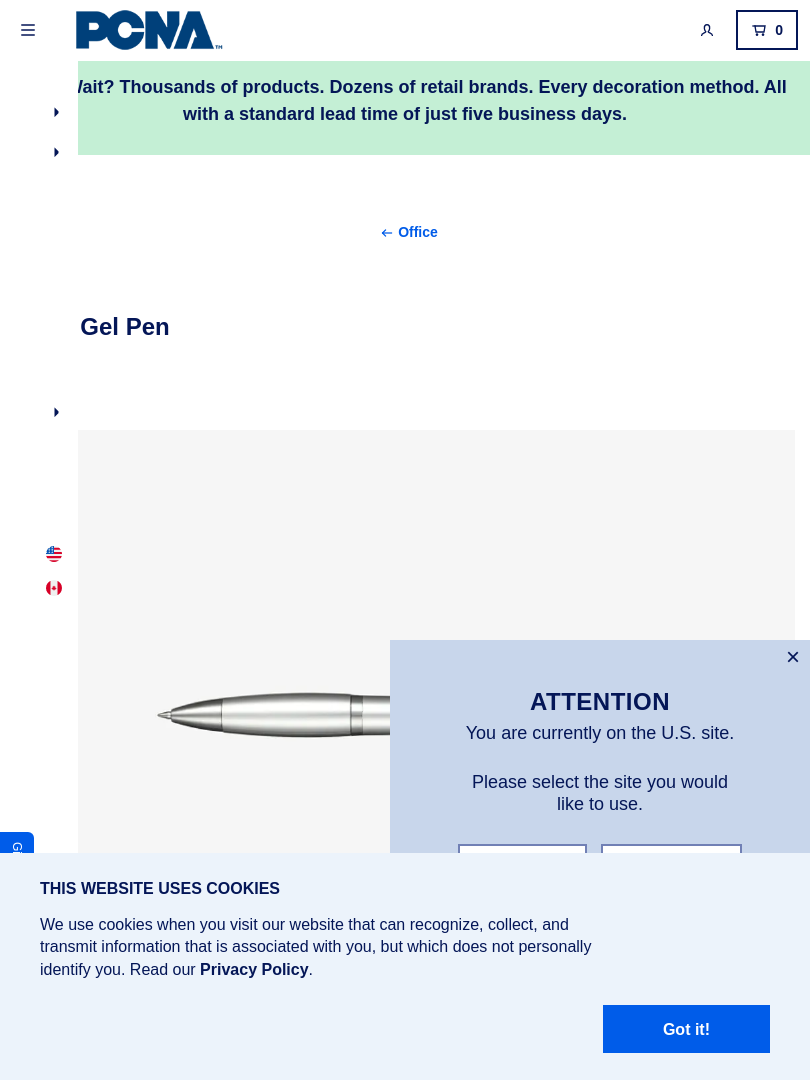 PCNA™
0
Wait? Thousands of products. Dozens of retail brands. Every decoration method. All
with a standard lead time of just five business days.
← Office
Gel Pen
×
ATTENTION
You are currently on the U.S. site.
Please select the site you would
like to use.
THIS WEBSITE USES COOKIES
We use cookies when you visit our website that can recognize, collect, and
transmit information that is associated with you, but which does not personally
identify you. Read our Privacy Policy.
Got it!